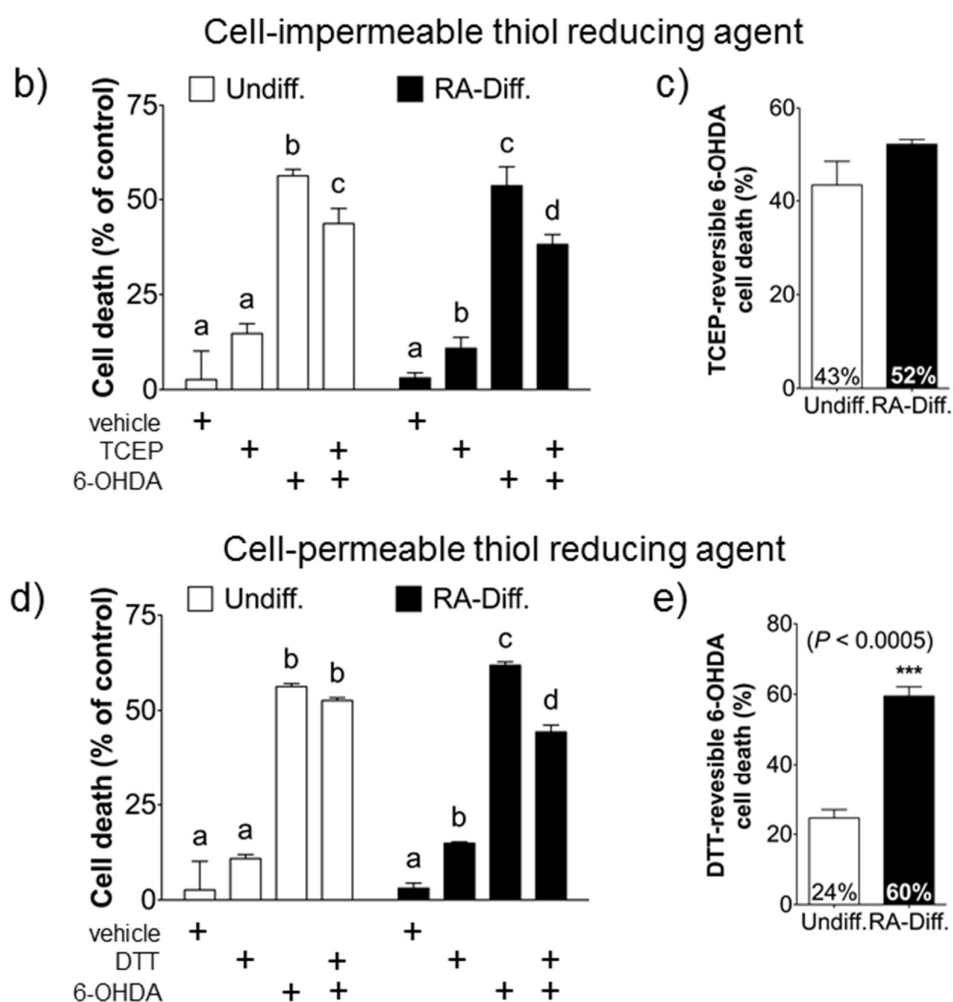 Cell-impermeable thiol reducing agent
b)
Undiff.
RA-Diff.
Cell death (% of control)
75
50
25
0
a
a
b
c
a
b
c
d
vehicle + +
TCEP + + + +
6-OHDA + + + +
c)
TCEP-reversible 6-OHDA
cell death (%)
60
40
20
0
43%
52%
Undiff. RA-Diff.
Cell-permeable thiol reducing agent
d)
Undiff.
RA-Diff.
Cell death (% of control)
75
50
25
0
a
a
b
b
a
b
c
d
vehicle + +
DTT + + + +
6-OHDA + + + +
e)
DTT-revesible 6-OHDA
cell death (%)
80
60
40
20
0
(P < 0.0005)
***
24%
60%
Undiff. RA-Diff.